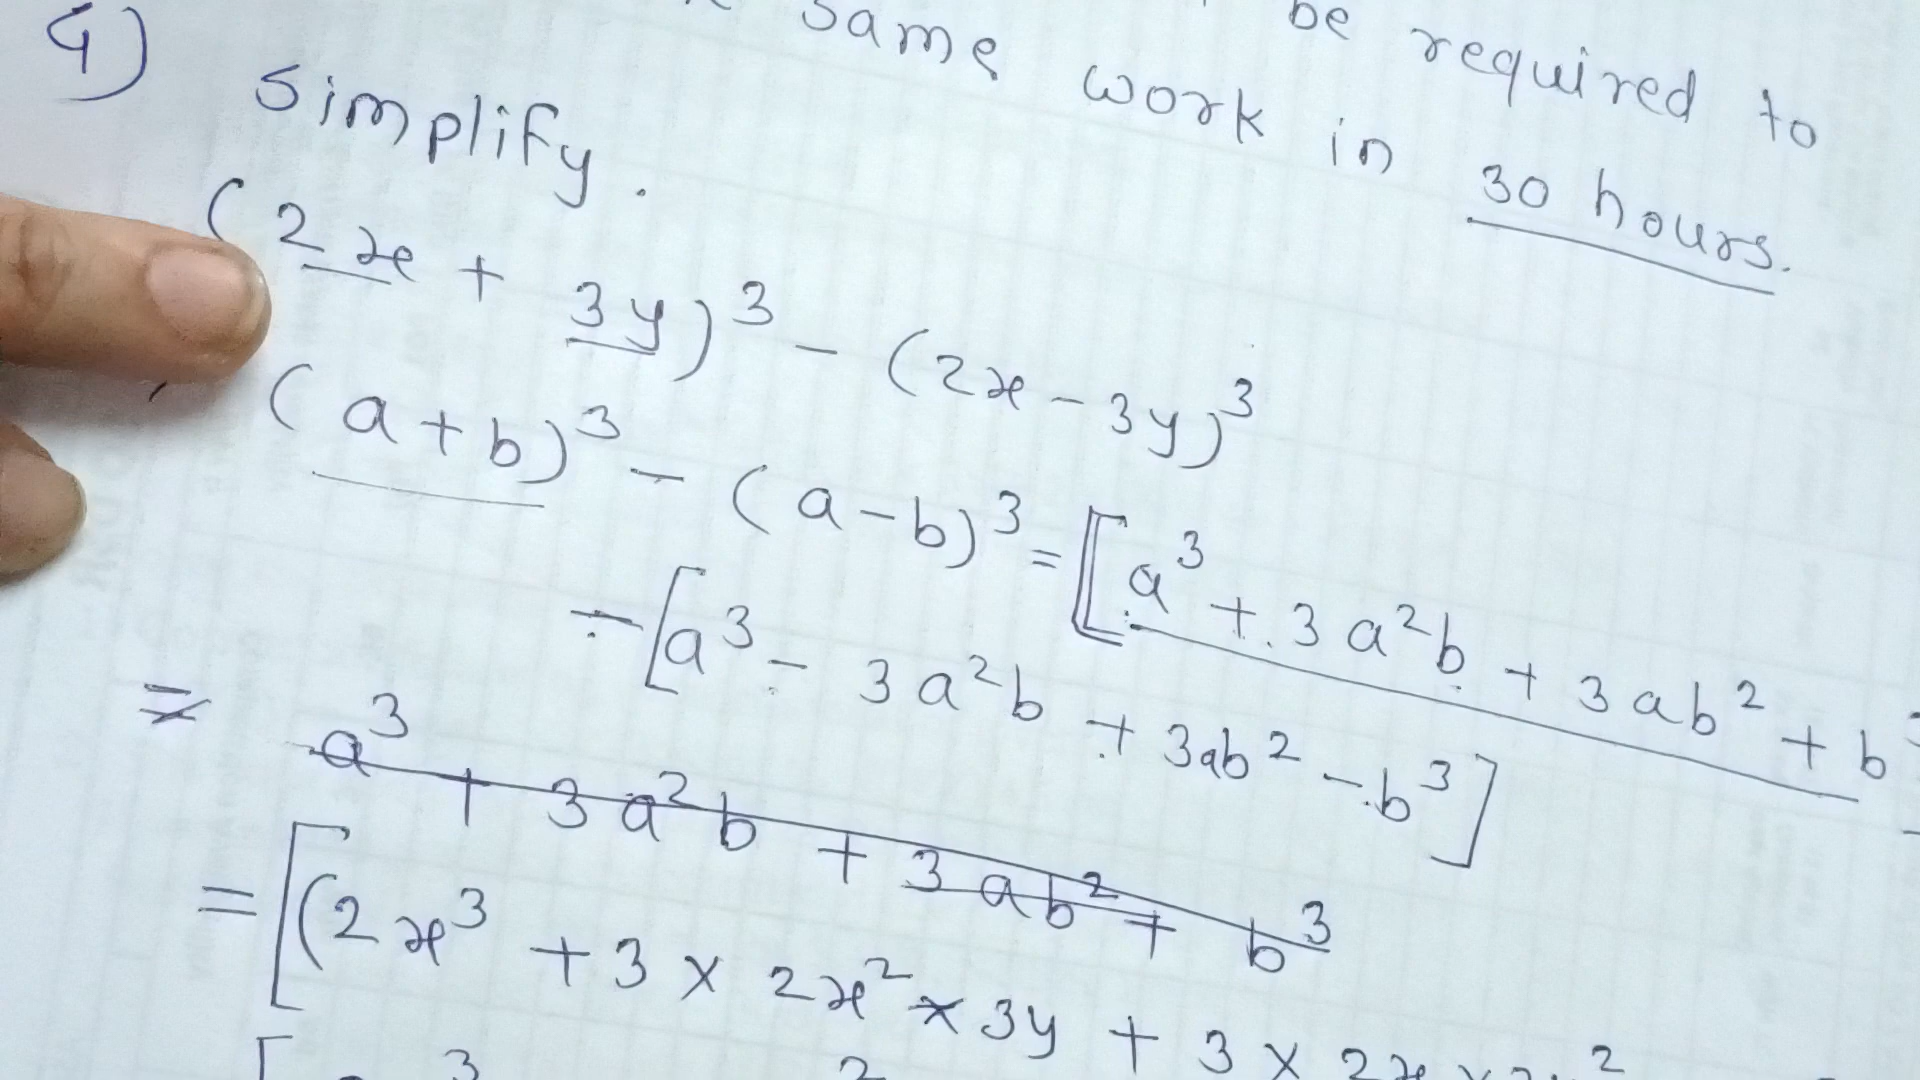 same be required to
work in 30 hours.
4) Simplify.
(2x + 3y)³ - (2x - 3y)³
(a+b)³ - (a-b)³ = [a³ + 3a²b + 3ab² + b
- [a³ - 3a²b + 3ab² - b³]
= a³ + 3a²b + 3ab² + b³
= [(2x³ + 3 × 2x² × 3y + 3 × 2x